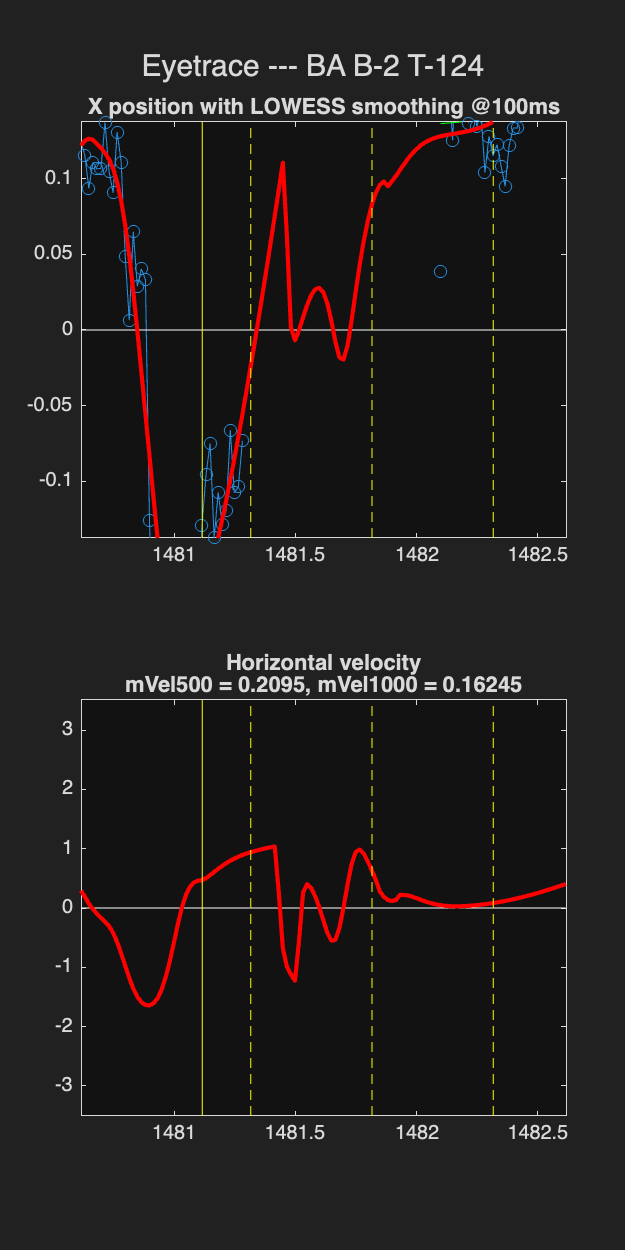 Eyetrace --- BA B-2 T-124
X position with LOWESS smoothing @100ms
0.1
0.05
0
-0.05
-0.1
1481 1481.5 1482 1482.5
Horizontal velocity
mVel500 = 0.2095, mVel1000 = 0.16245
3
2
1
0
-1
-2
-3
1481 1481.5 1482 1482.5